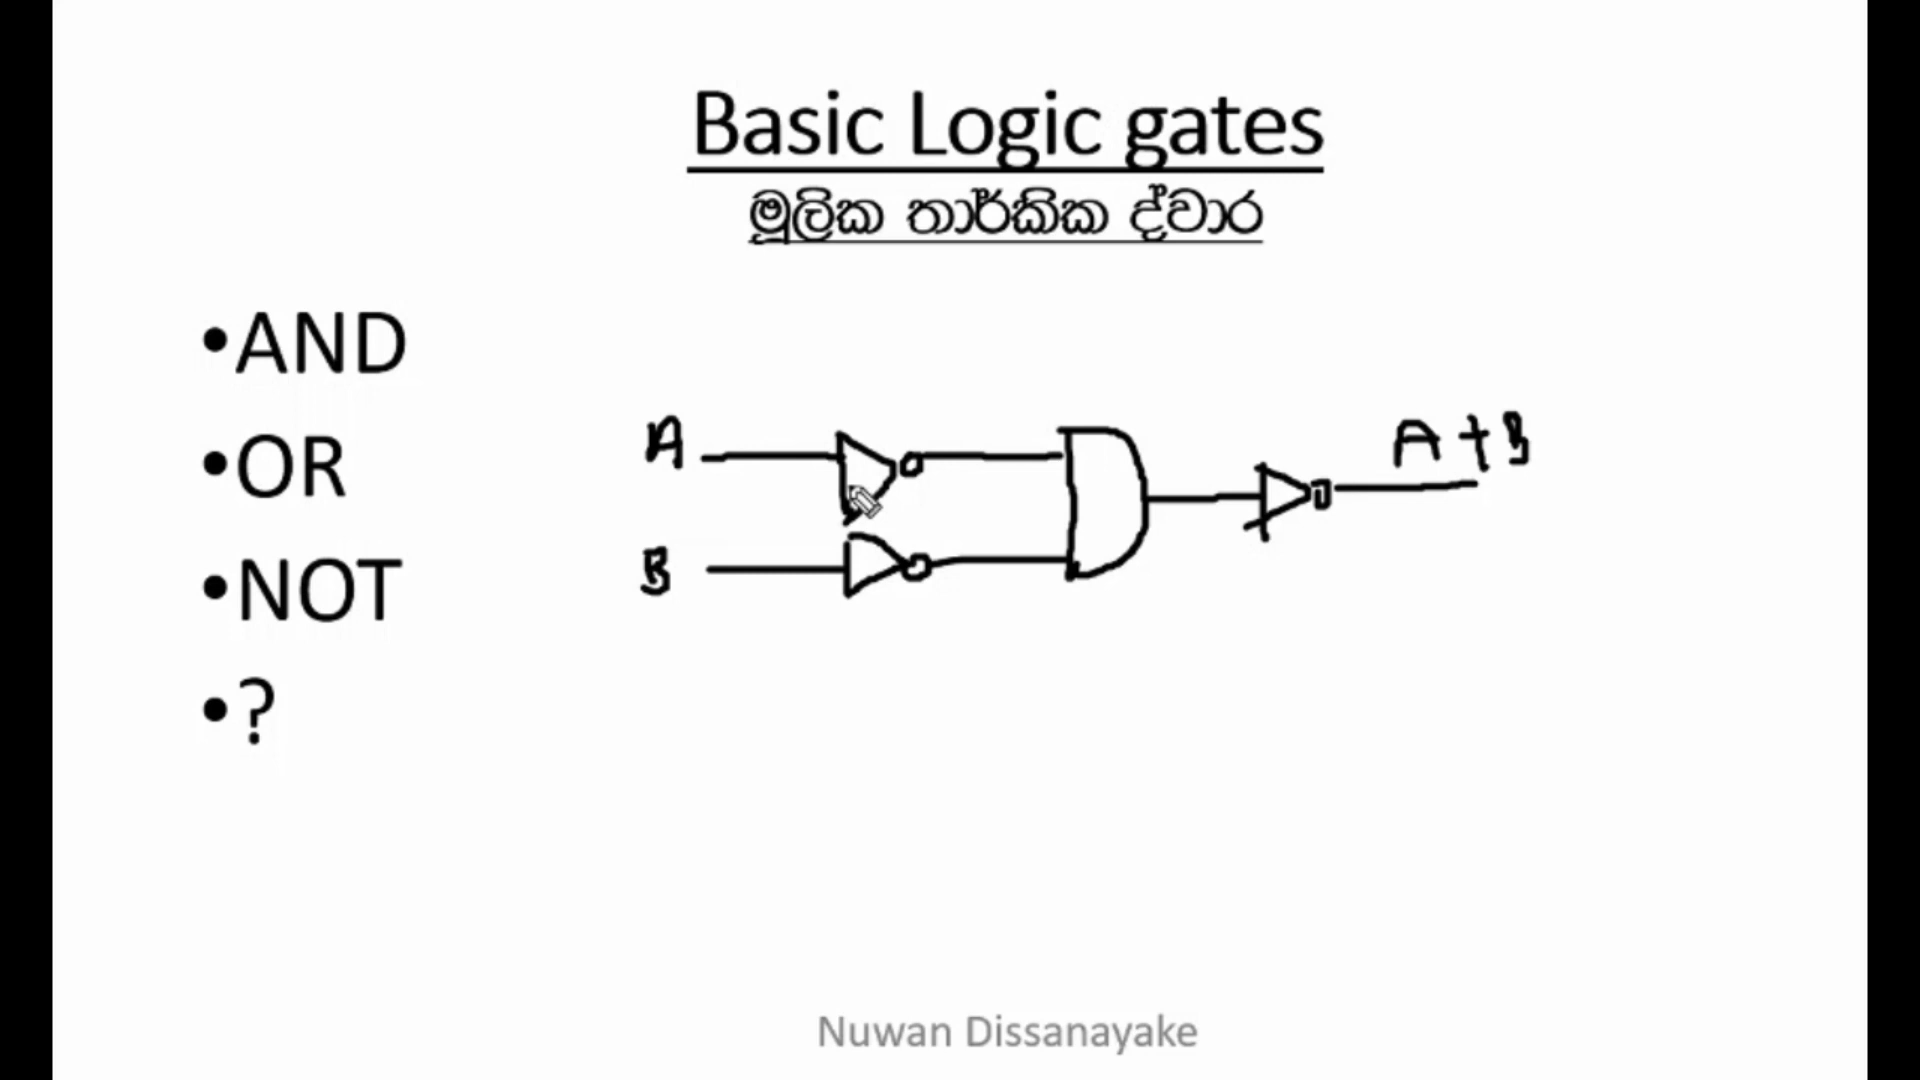 Basic Logic gates
මූලික තාර්කික ද්වාර
•AND
•OR
•NOT
•?
A
A + B
B
Nuwan Dissanayake